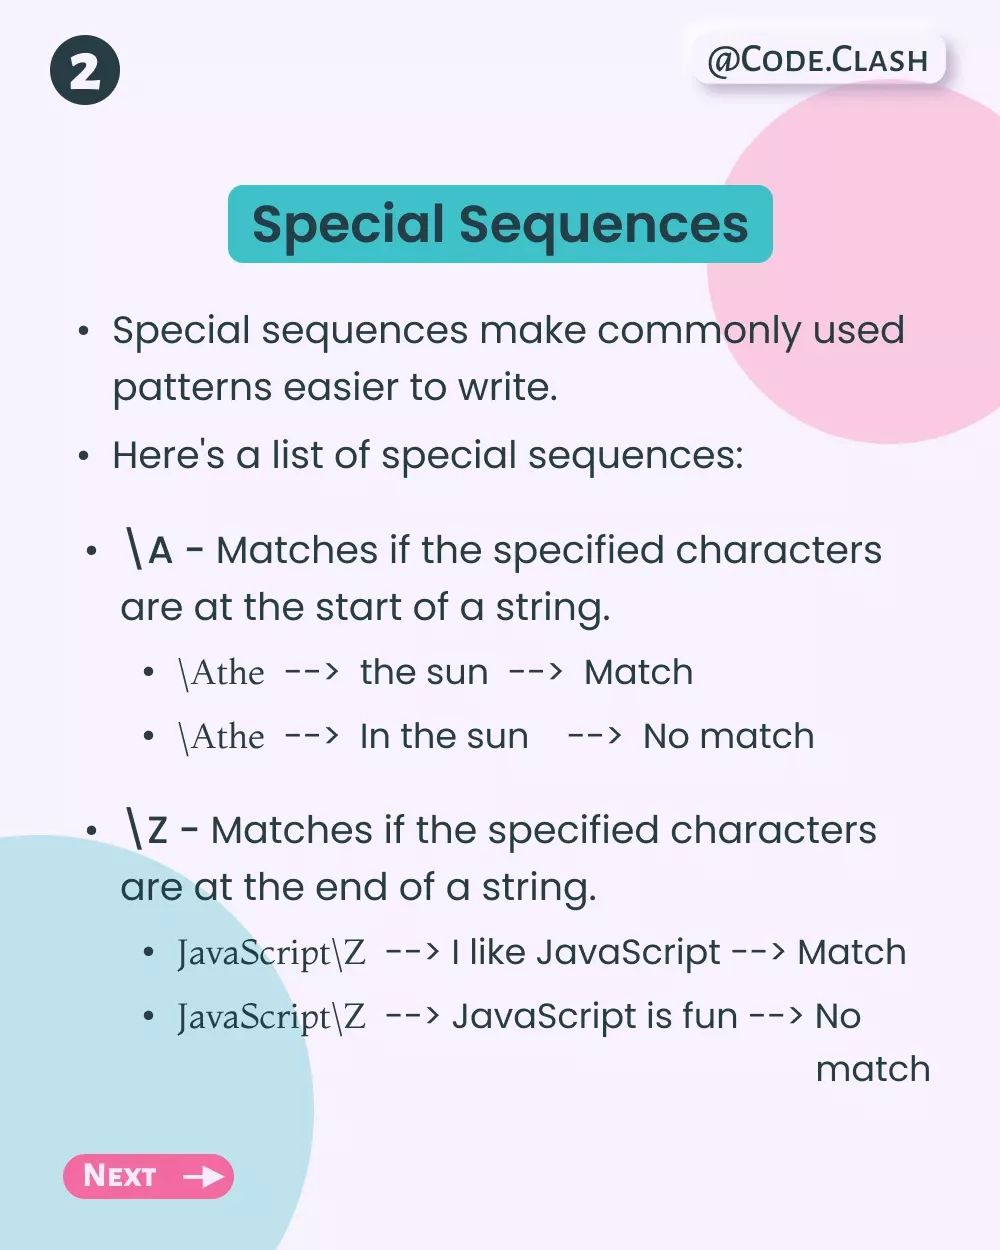 2
@Code.Clash
Special Sequences
• Special sequences make commonly used
patterns easier to write.
• Here's a list of special sequences:
• \A - Matches if the specified characters
are at the start of a string.
• \Athe --> the sun --> Match
• \Athe --> In the sun --> No match
• \Z - Matches if the specified characters
are at the end of a string.
• JavaScript\Z --> I like JavaScript --> Match
• JavaScript\Z --> JavaScript is fun --> No
match
Next →